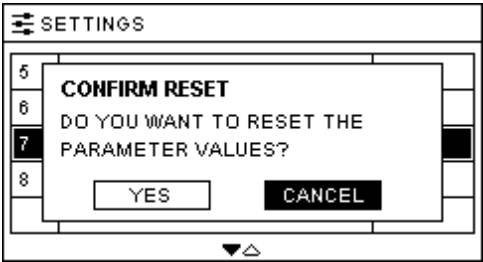 SETTINGS
5
6
7
8
CONFIRM RESET
DO YOU WANT TO RESET THE
PARAMETER VALUES?
YES CANCEL